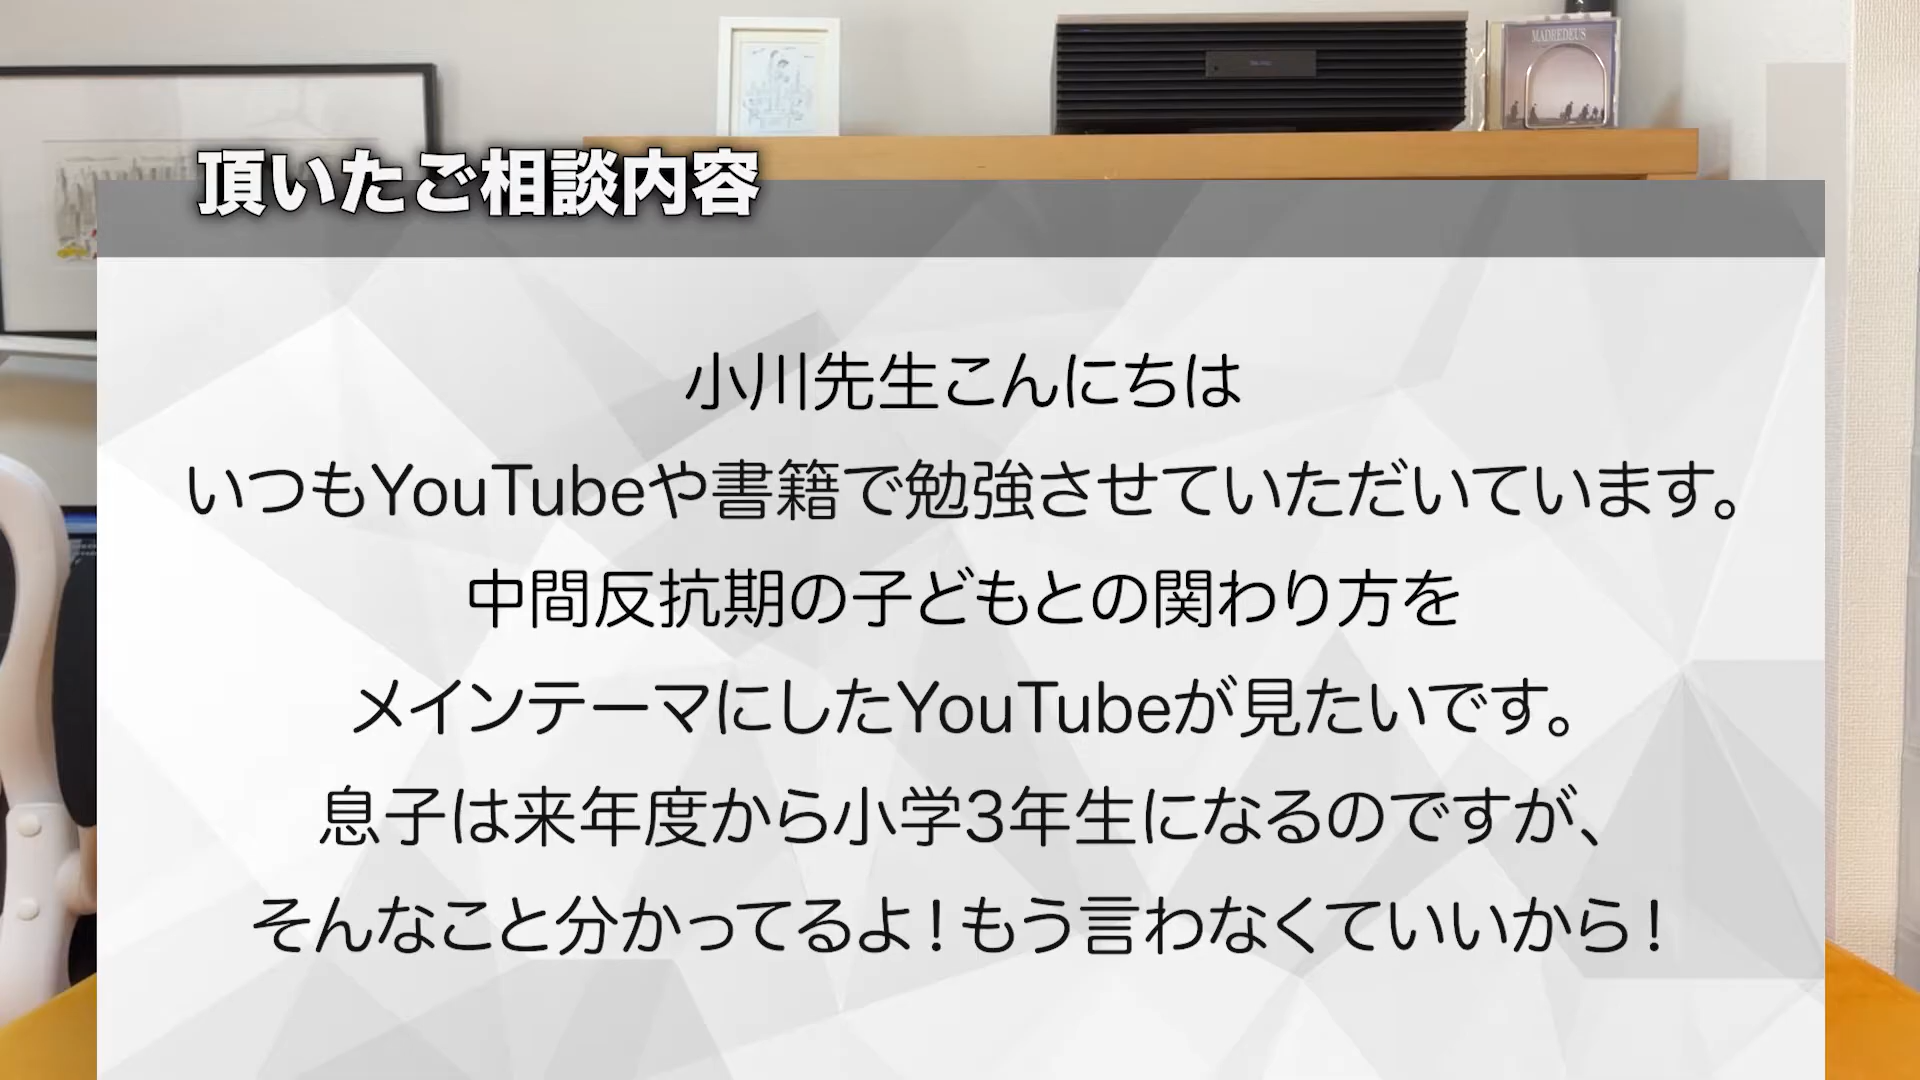 MADREDEUS
頂いたご相談内容
小川先生こんにちは
いつもYouTubeや書籍で勉強させていただいています。
中間反抗期の子どもとの関わり方を
メインテーマにしたYouTubeが見たいです。
息子は来年度から小学3年生になるのですが、
そんなこと分かってるよ！もう言わなくていいから！